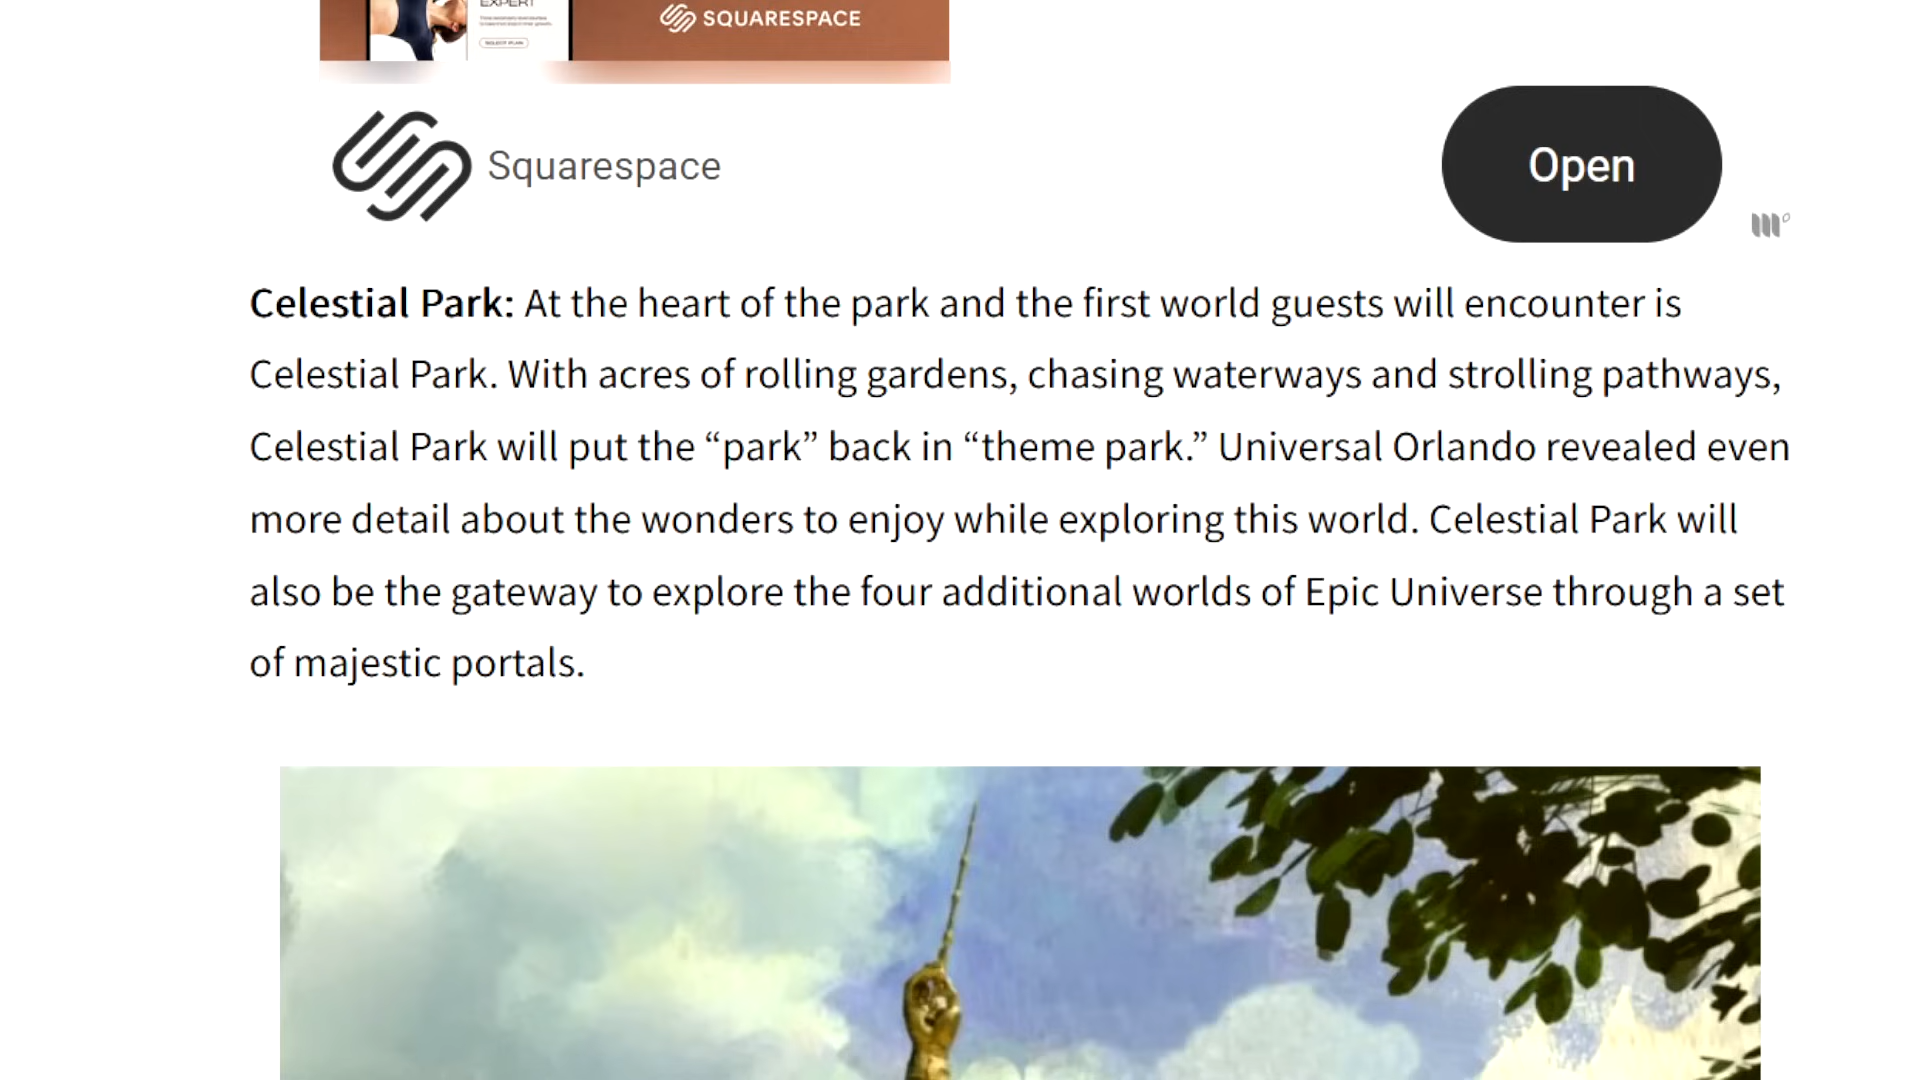 EXPERT
SELECT PLAN
SQUARESPACE
Squarespace
Open
Celestial Park: At the heart of the park and the first world guests will encounter is
Celestial Park. With acres of rolling gardens, chasing waterways and strolling pathways,
Celestial Park will put the “park” back in “theme park.” Universal Orlando revealed even
more detail about the wonders to enjoy while exploring this world. Celestial Park will
also be the gateway to explore the four additional worlds of Epic Universe through a set
of majestic portals.